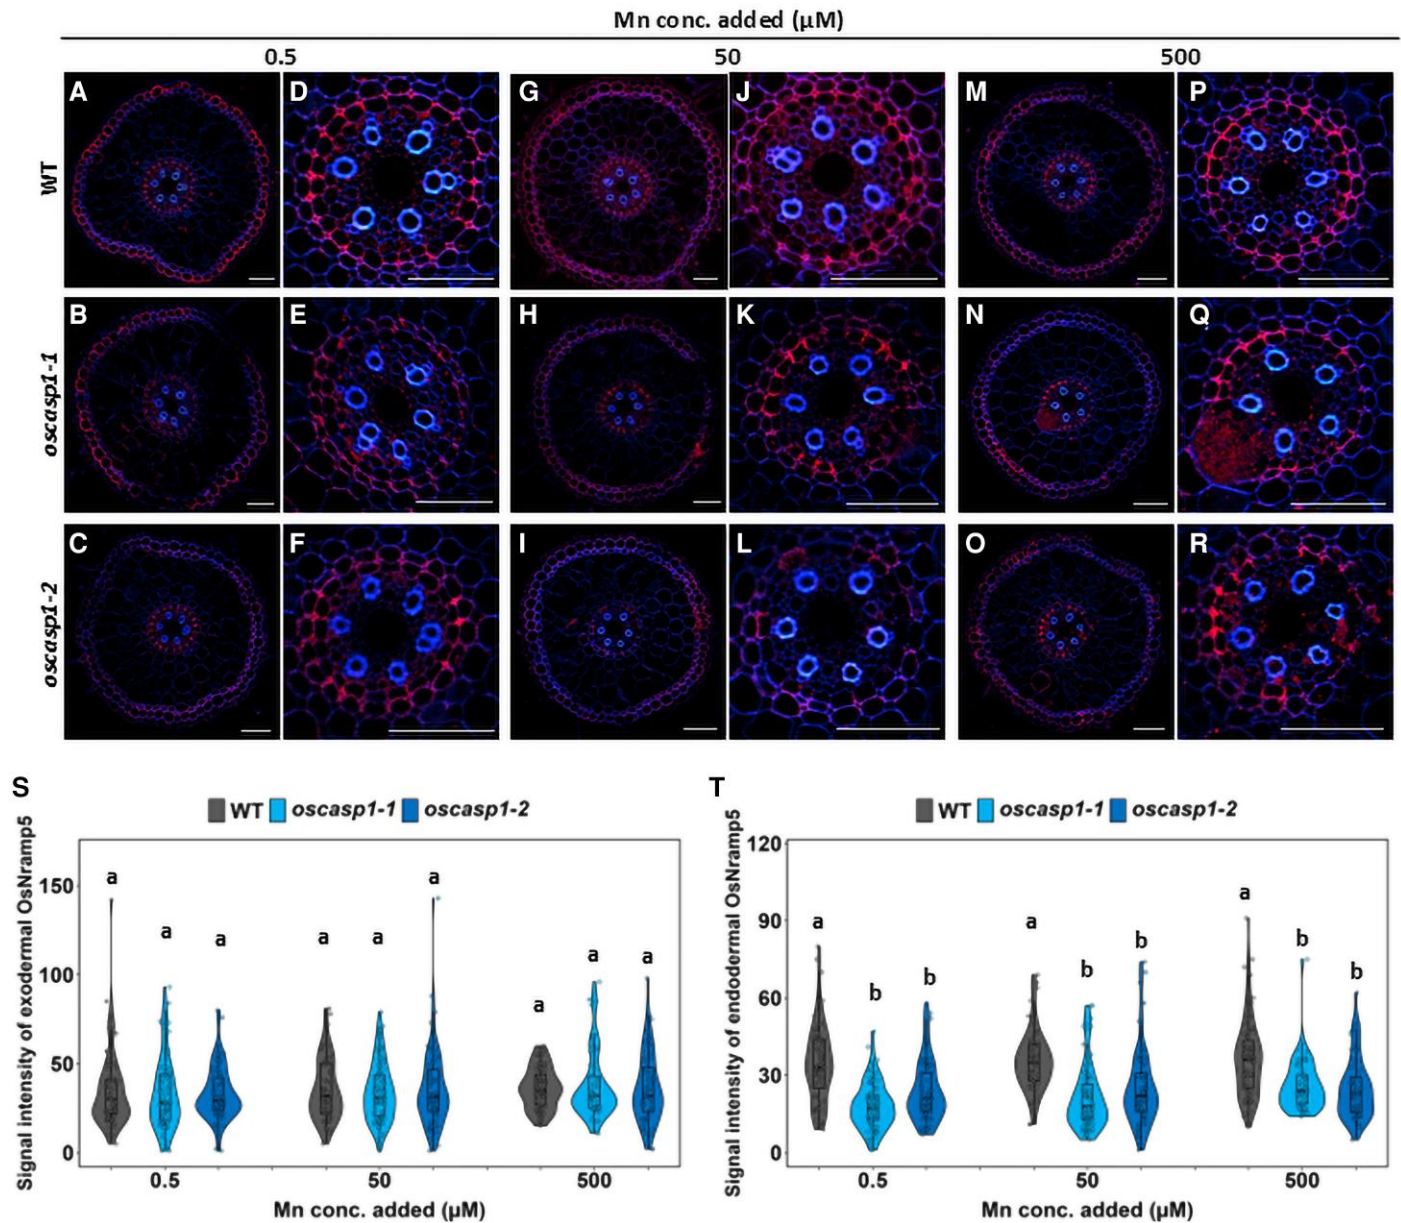 Mn conc. added (μM)
0.5 50 500
WT
A D G J M P
oscasp1-1
B E H K N Q
oscasp1-2
C F I L O R
S
WT oscasp1-1 oscasp1-2
Signal intensity of exodermal OsNramp5
150
100
50
0
a a a a a a a a a
0.5 50 500
Mn conc. added (μM)
T
WT oscasp1-1 oscasp1-2
Signal intensity of endodermal OsNramp5
120
90
60
30
0
a b b a b b a b b
0.5 50 500
Mn conc. added (μM)